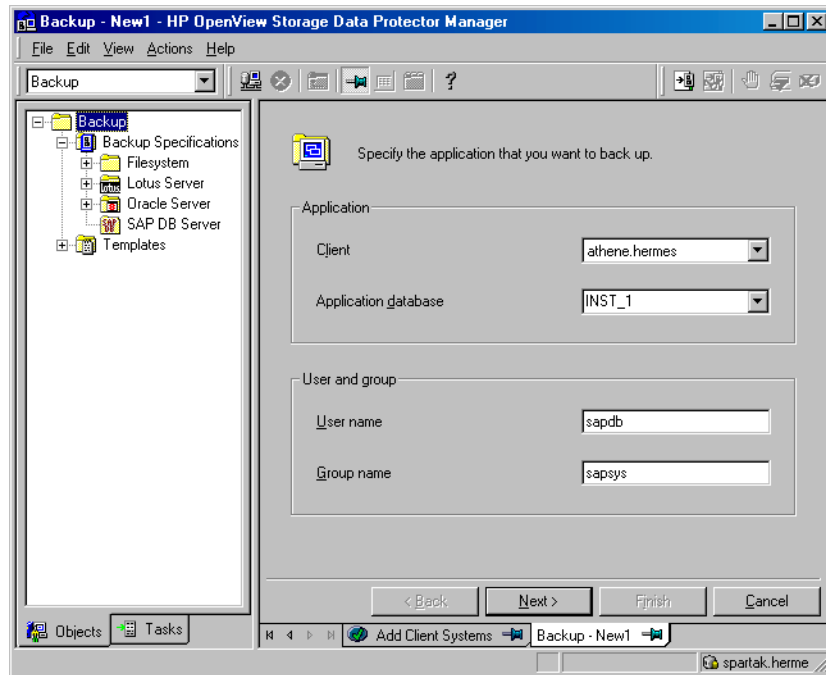 Backup - New1 - HP OpenView Storage Data Protector Manager
File Edit View Actions Help
Backup
?
Backup
Backup Specifications
Filesystem
Lotus Server
Oracle Server
SAP DB Server
Templates
Specify the application that you want to back up.
Application
Client
athene.hermes
Application database
INST_1
User and group
User name
sapdb
Group name
sapsys
< Back Next > Finish Cancel
Objects Tasks
Add Client Systems Backup - New1
spartak.herme